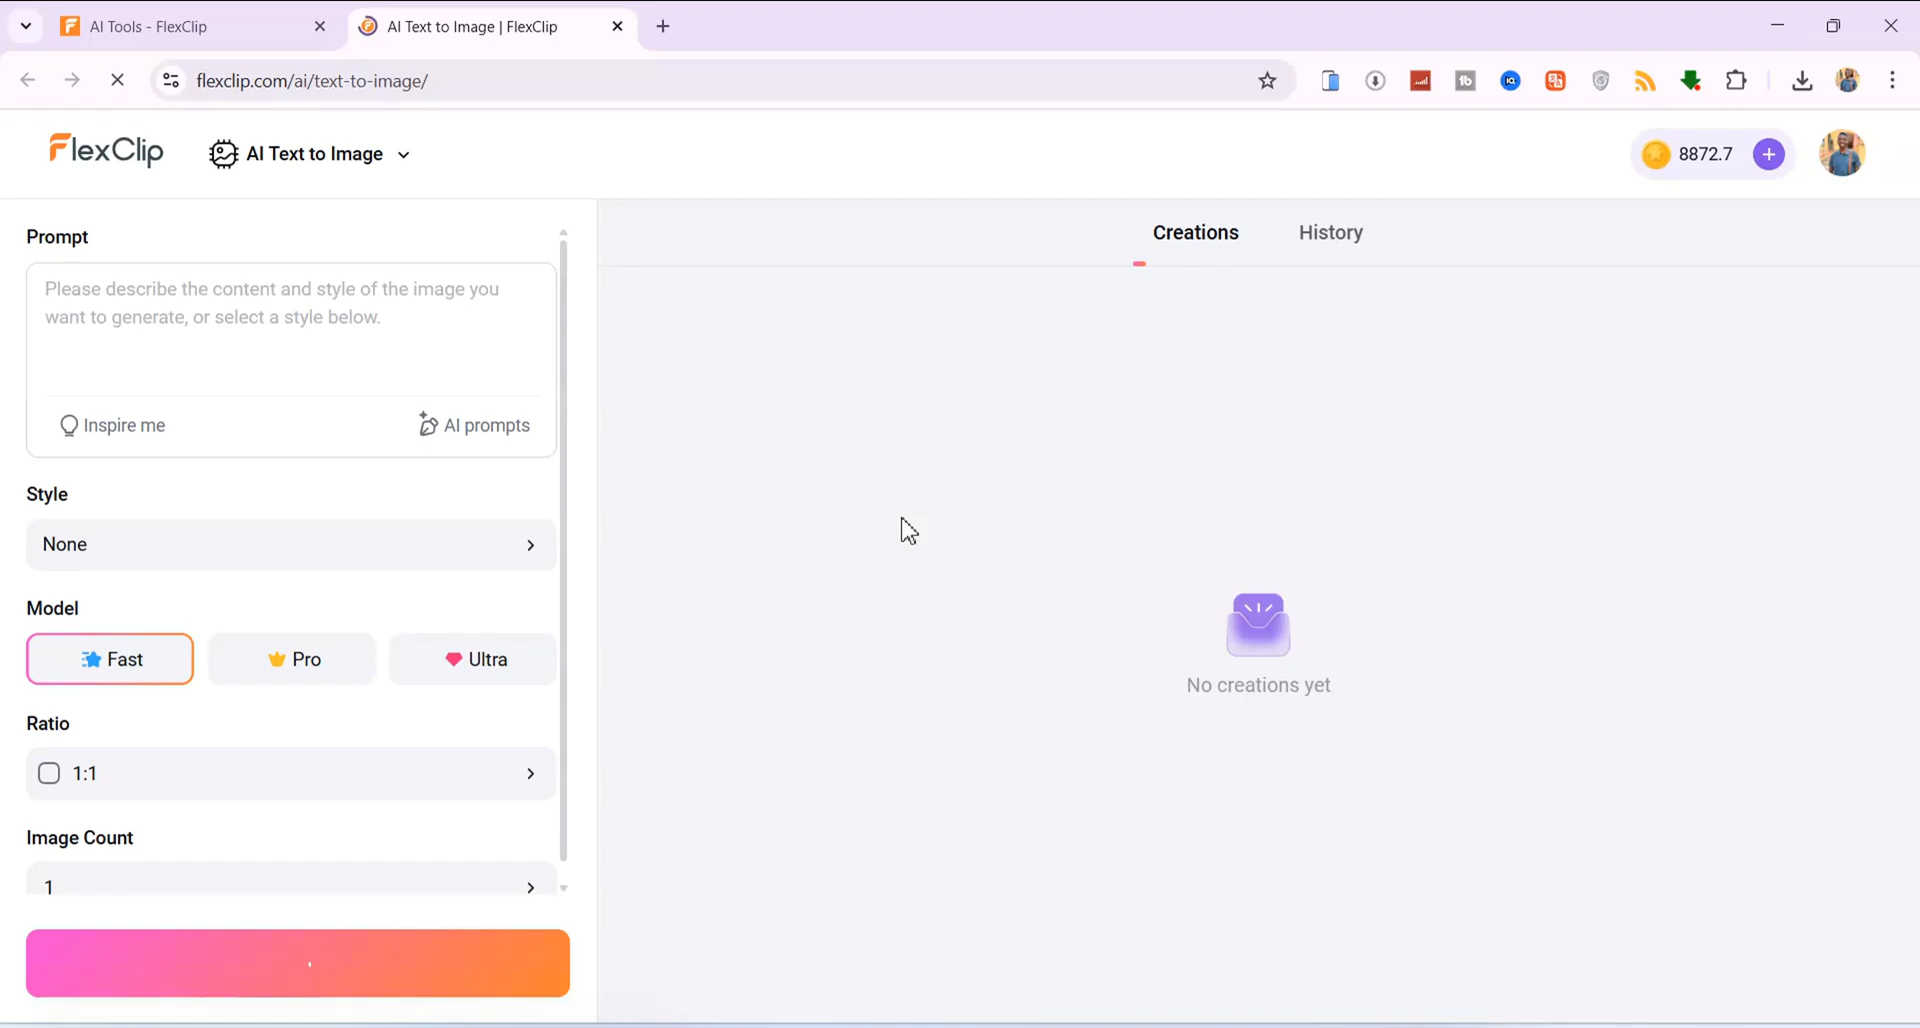 AI Tools - FlexClip
AI Text to Image | FlexClip
flexclip.com/ai/text-to-image/
FlexClip
AI Text to Image
8872.7
Prompt
Creations
History
Please describe the content and style of the image you
want to generate, or select a style below.
Inspire me
AI prompts
Style
None
Model
Fast
Pro
Ultra
No creations yet
Ratio
1:1
Image Count
1